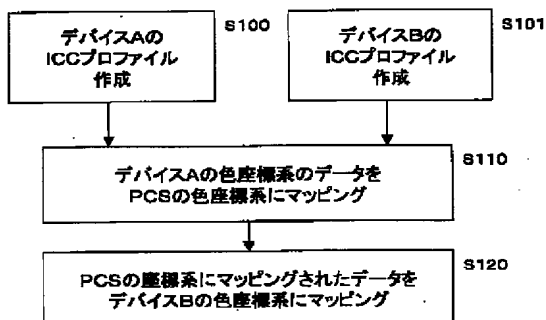 デバイスAの
ICCプロファイル
作成
S100
デバイスBの
ICCプロファイル
作成
S101
デバイスAの色座標系のデータを
PCSの色座標系にマッピング
S110
PCSの座標系にマッピングされたデータを
デバイスBの色座標系にマッピング
S120